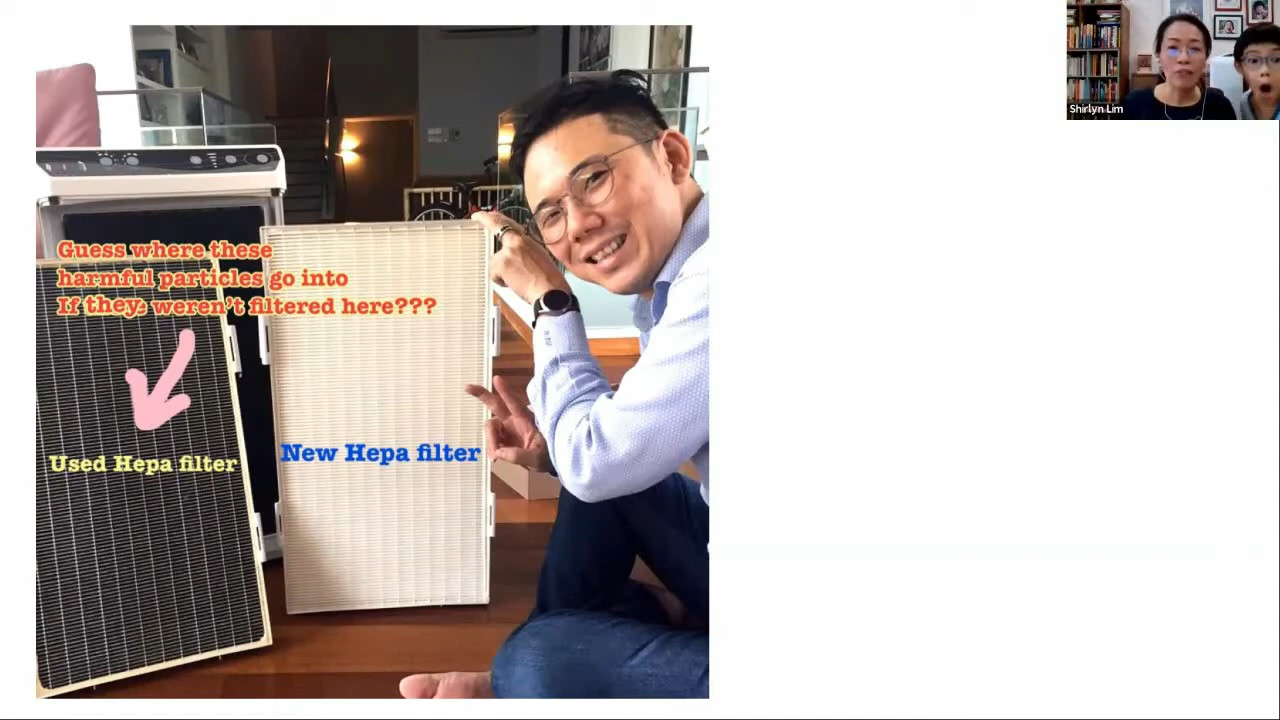 Shirlyn Lim
Guess where these
harmful particles go into
If they. weren't filtered here???
New Hepa filter
Used Hepa filter